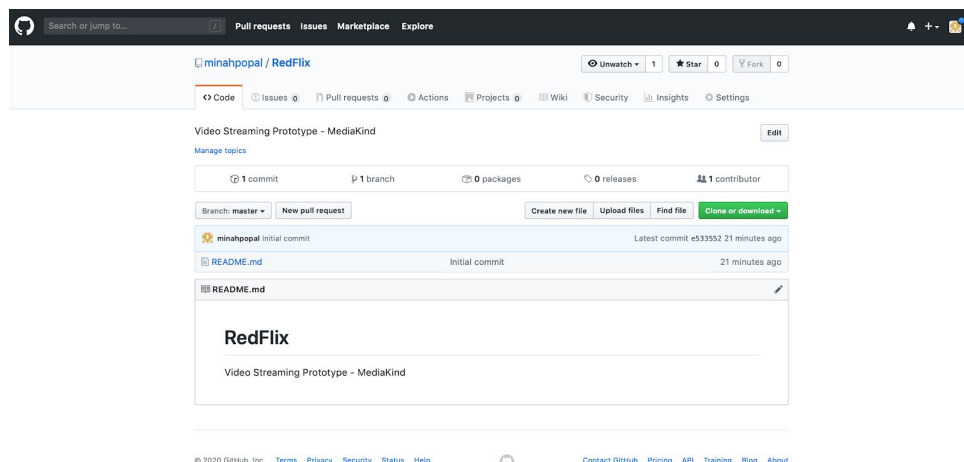 Search or jump to... / Pull requests Issues Marketplace Explore
minahpopal / RedFlix Unwatch 1 Star 0 Fork 0
Code Issues 0 Pull requests 0 Actions Projects 0 Wiki Security Insights Settings
Video Streaming Prototype - MediaKind Edit
Manage topics
1 commit 1 branch 0 packages 0 releases 1 contributor
Branch: master New pull request Create new file Upload files Find file Clone or download
minahpopal Initial commit Latest commit e533552 21 minutes ago
README.md Initial commit 21 minutes ago
README.md
RedFlix
Video Streaming Prototype - MediaKind
© 2020 GitHub, Inc. Terms Privacy Security Status Help Contact GitHub Pricing API Training Blog About